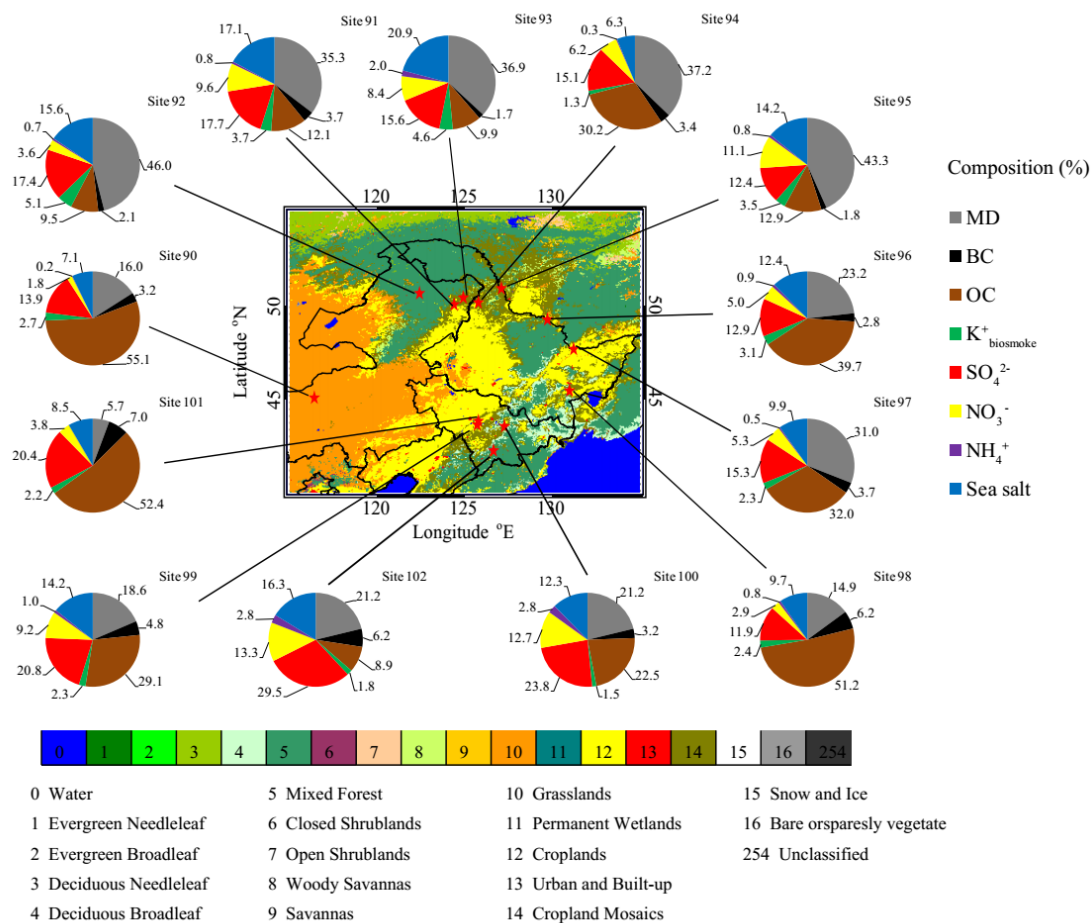 Site 91
17.1
0.8
9.6
17.7
3.7
12.1
3.7
35.3
Site 93
20.9
2.0
8.4
15.6
4.6
9.9
1.7
36.9
Site 94
6.3
0.3
6.2
15.1
1.3
30.2
3.4
37.2
Site 92
15.6
0.7
3.6
17.4
5.1
9.5
2.1
46.0
Site 95
14.2
0.8
11.1
12.4
3.5
12.9
1.8
43.3
Site 90
7.1
0.2
1.8
13.9
2.7
55.1
3.2
16.0
Site 96
12.4
0.9
5.0
12.9
3.1
39.7
2.8
23.2
Site 101
8.5
3.8
20.4
2.2
52.4
7.0
5.7
Site 97
9.9
0.5
5.3
15.3
2.3
32.0
3.7
31.0
Site 99
14.2
1.0
9.2
20.8
2.3
29.1
4.8
18.6
Site 102
16.3
2.8
13.3
29.5
1.8
8.9
6.2
21.2
Site 100
12.3
2.8
12.7
23.8
1.5
22.5
3.2
21.2
Site 98
9.7
0.8
2.9
11.9
2.4
51.2
6.2
14.9
120 125 130
50 50
45 45
120 125 130
Latitude °N
Longitude °E
Composition (%)
MD
BC
OC
K⁺biosmoke
SO₄²⁻
NO₃⁻
NH₄⁺
Sea salt
0 1 2 3 4 5 6 7 8 9 10 11 12 13 14 15 16 254
0 Water
1 Evergreen Needleleaf
2 Evergreen Broadleaf
3 Deciduous Needleleaf
4 Deciduous Broadleaf
5 Mixed Forest
6 Closed Shrublands
7 Open Shrublands
8 Woody Savannas
9 Savannas
10 Grasslands
11 Permanent Wetlands
12 Croplands
13 Urban and Built-up
14 Cropland Mosaics
15 Snow and Ice
16 Bare orsparesly vegetate
254 Unclassified